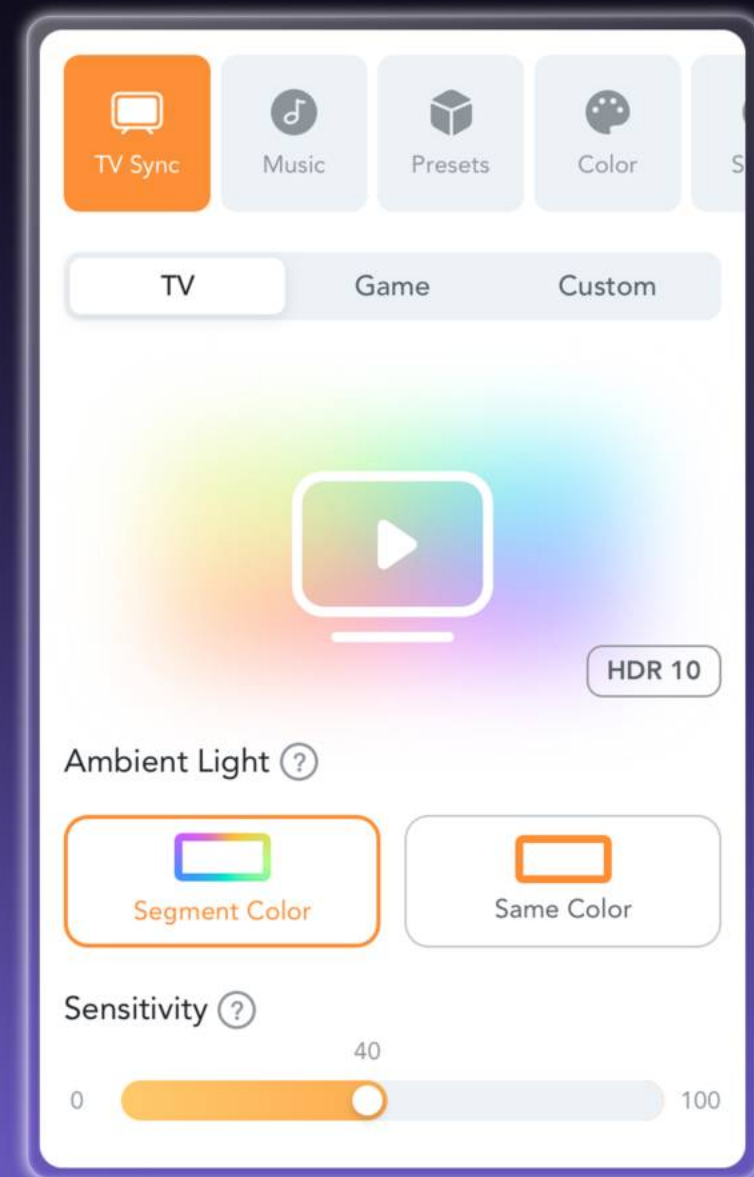 TV Sync Music Presets Color S
TV Game Custom
HDR 10
Ambient Light ?
Segment Color Same Color
Sensitivity ?
40
0 100